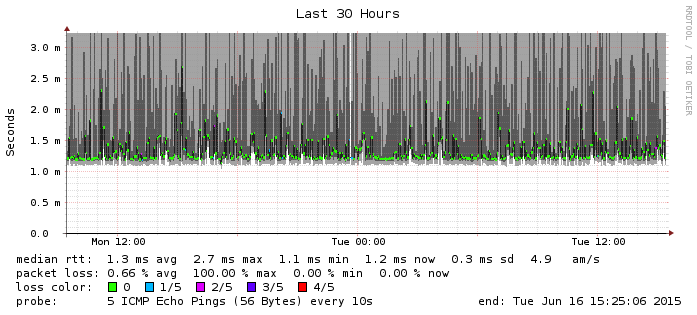 Last 30 Hours
RRDTOOL / TOBI OETIKER
Seconds
3.0 m
2.5 m
2.0 m
1.5 m
1.0 m
0.5 m
0.0
Mon 12:00 Tue 00:00 Tue 12:00
median rtt: 1.3 ms avg 2.7 ms max 1.1 ms min 1.2 ms now 0.3 ms sd 4.9 am/s
packet loss: 0.66 % avg 100.00 % max 0.00 % min 0.00 % now
loss color: 0 1/5 2/5 3/5 4/5
probe: 5 ICMP Echo Pings (56 Bytes) every 10s end: Tue Jun 16 15:25:06 2015